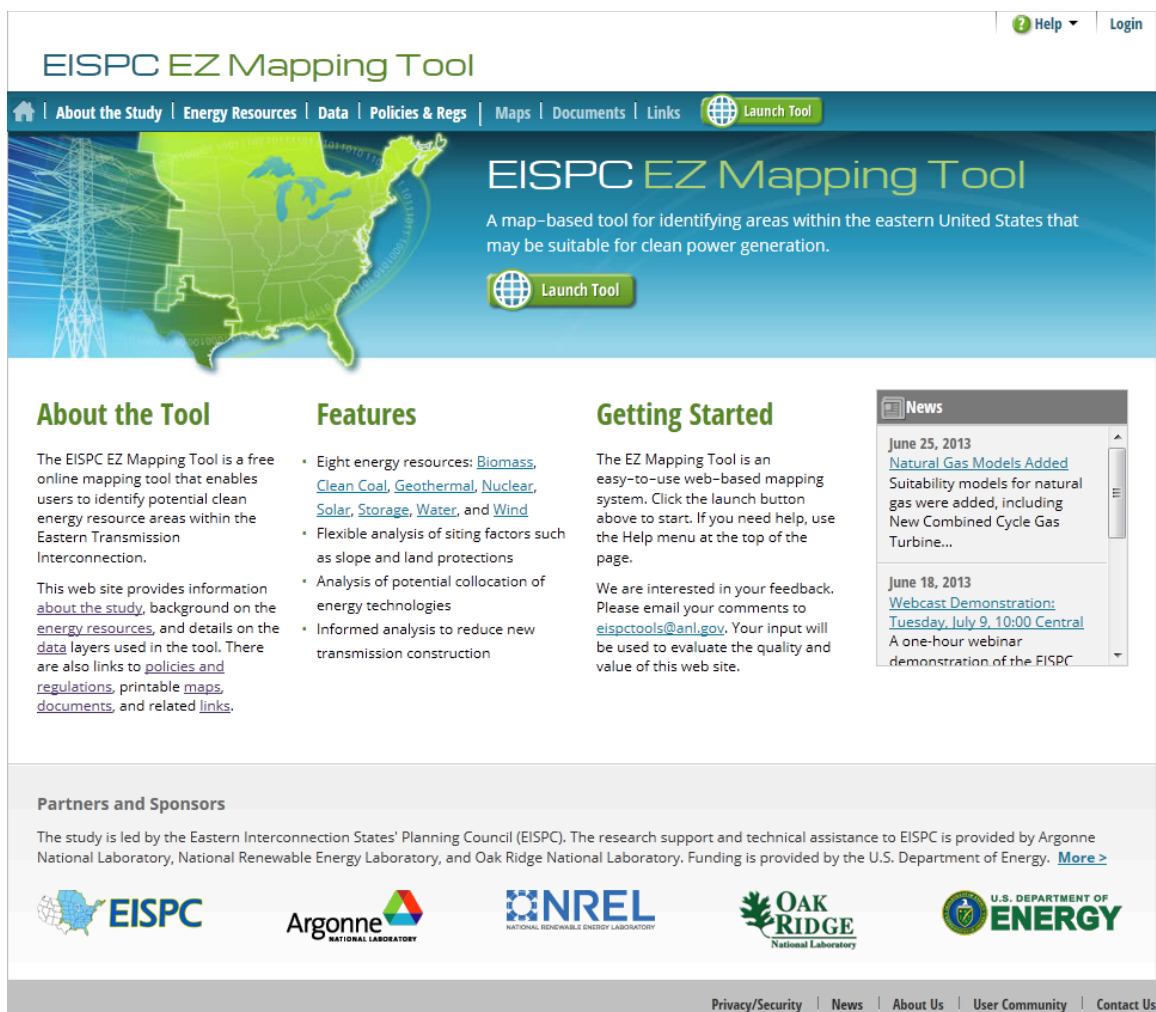 Help
Login
EISPC EZ Mapping Tool
About the Study | Energy Resources | Data | Policies & Regs | Maps | Documents | Links
Launch Tool
EISPC EZ Mapping Tool
A map-based tool for identifying areas within the eastern United States that
may be suitable for clean power generation.
Launch Tool
About the Tool
The EISPC EZ Mapping Tool is a free
online mapping tool that enables
users to identify potential clean
energy resource areas within the
Eastern Transmission
Interconnection.
This web site provides information
about the study, background on the
energy resources, and details on the
data layers used in the tool. There
are also links to policies and
regulations, printable maps,
documents, and related links.
Features
• Eight energy resources: Biomass,
Clean Coal, Geothermal, Nuclear,
Solar, Storage, Water, and Wind
• Flexible analysis of siting factors such
as slope and land protections
• Analysis of potential collocation of
energy technologies
• Informed analysis to reduce new
transmission construction
Getting Started
The EZ Mapping Tool is an
easy-to-use web-based mapping
system. Click the launch button
above to start. If you need help, use
the Help menu at the top of the
page.
We are interested in your feedback.
Please email your comments to
eispctools@anl.gov. Your input will
be used to evaluate the quality and
value of this web site.
News
June 25, 2013
Natural Gas Models Added
Suitability models for natural
gas were added, including
New Combined Cycle Gas
Turbine...
June 18, 2013
Webcast Demonstration:
Tuesday, July 9, 10:00 Central
A one-hour webinar
demonstration of the EISPC
Partners and Sponsors
The study is led by the Eastern Interconnection States' Planning Council (EISPC). The research support and technical assistance to EISPC is provided by Argonne
National Laboratory, National Renewable Energy Laboratory, and Oak Ridge National Laboratory. Funding is provided by the U.S. Department of Energy. More >
EISPC
Argonne
NATIONAL LABORATORY
NREL
NATIONAL RENEWABLE ENERGY LABORATORY
OAK
RIDGE
National Laboratory
U.S. DEPARTMENT OF
ENERGY
Privacy/Security | News | About Us | User Community | Contact Us